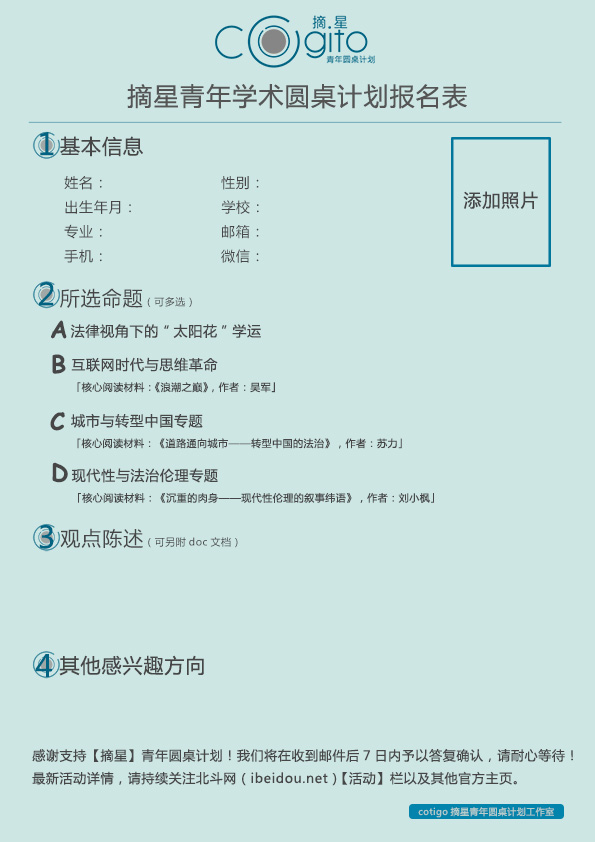 cogito
摘.星
青年圆桌计划
摘星青年学术圆桌计划报名表
1 基本信息
姓名： 性别：
出生年月： 学校：
专业： 邮箱：
手机： 微信：
添加照片
2 所选命题（可多选）
A 法律视角下的“太阳花”学运
B 互联网时代与思维革命
「核心阅读材料：《浪潮之巅》，作者：吴军」
C 城市与转型中国专题
「核心阅读材料：《道路通向城市——转型中国的法治》，作者：苏力」
D 现代性与法治伦理专题
「核心阅读材料：《沉重的肉身——现代性伦理的叙事纬语》，作者：刘小枫」
3 观点陈述（可另附 doc 文档）
4 其他感兴趣方向
感谢支持【摘星】青年圆桌计划！我们将在收到邮件后 7 日内予以答复确认，请耐心等待！
最新活动详情，请持续关注北斗网（ibeidou.net）【活动】栏以及其他官方主页。
cotigo 摘星青年圆桌计划工作室